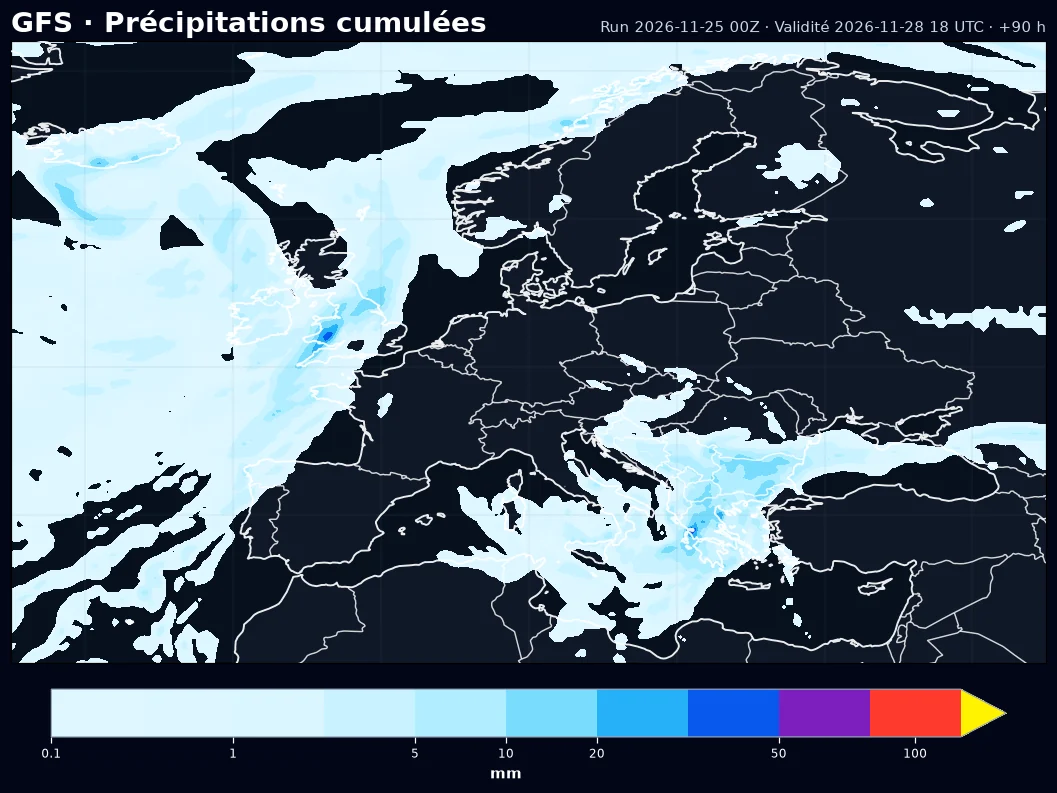 GFS · Précipitations cumulées
Run 2026-11-25 00Z · Validité 2026-11-28 18 UTC · +90 h
0.1 1 5 10 20 50 100
mm